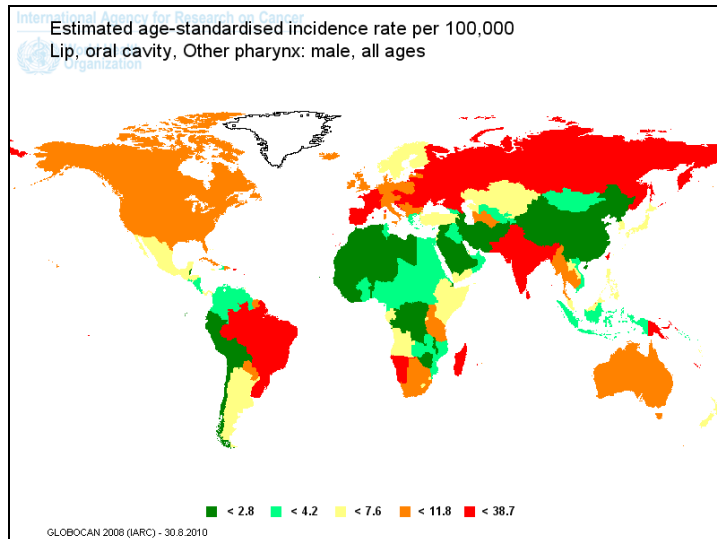 International Agency for Research on Cancer
Estimated age-standardised incidence rate per 100,000
Lip, oral cavity, Other pharynx: male, all ages
World Health
Organization
< 2.8 < 4.2 < 7.6 < 11.8 < 38.7
GLOBOCAN 2008 (IARC) - 30.8.2010